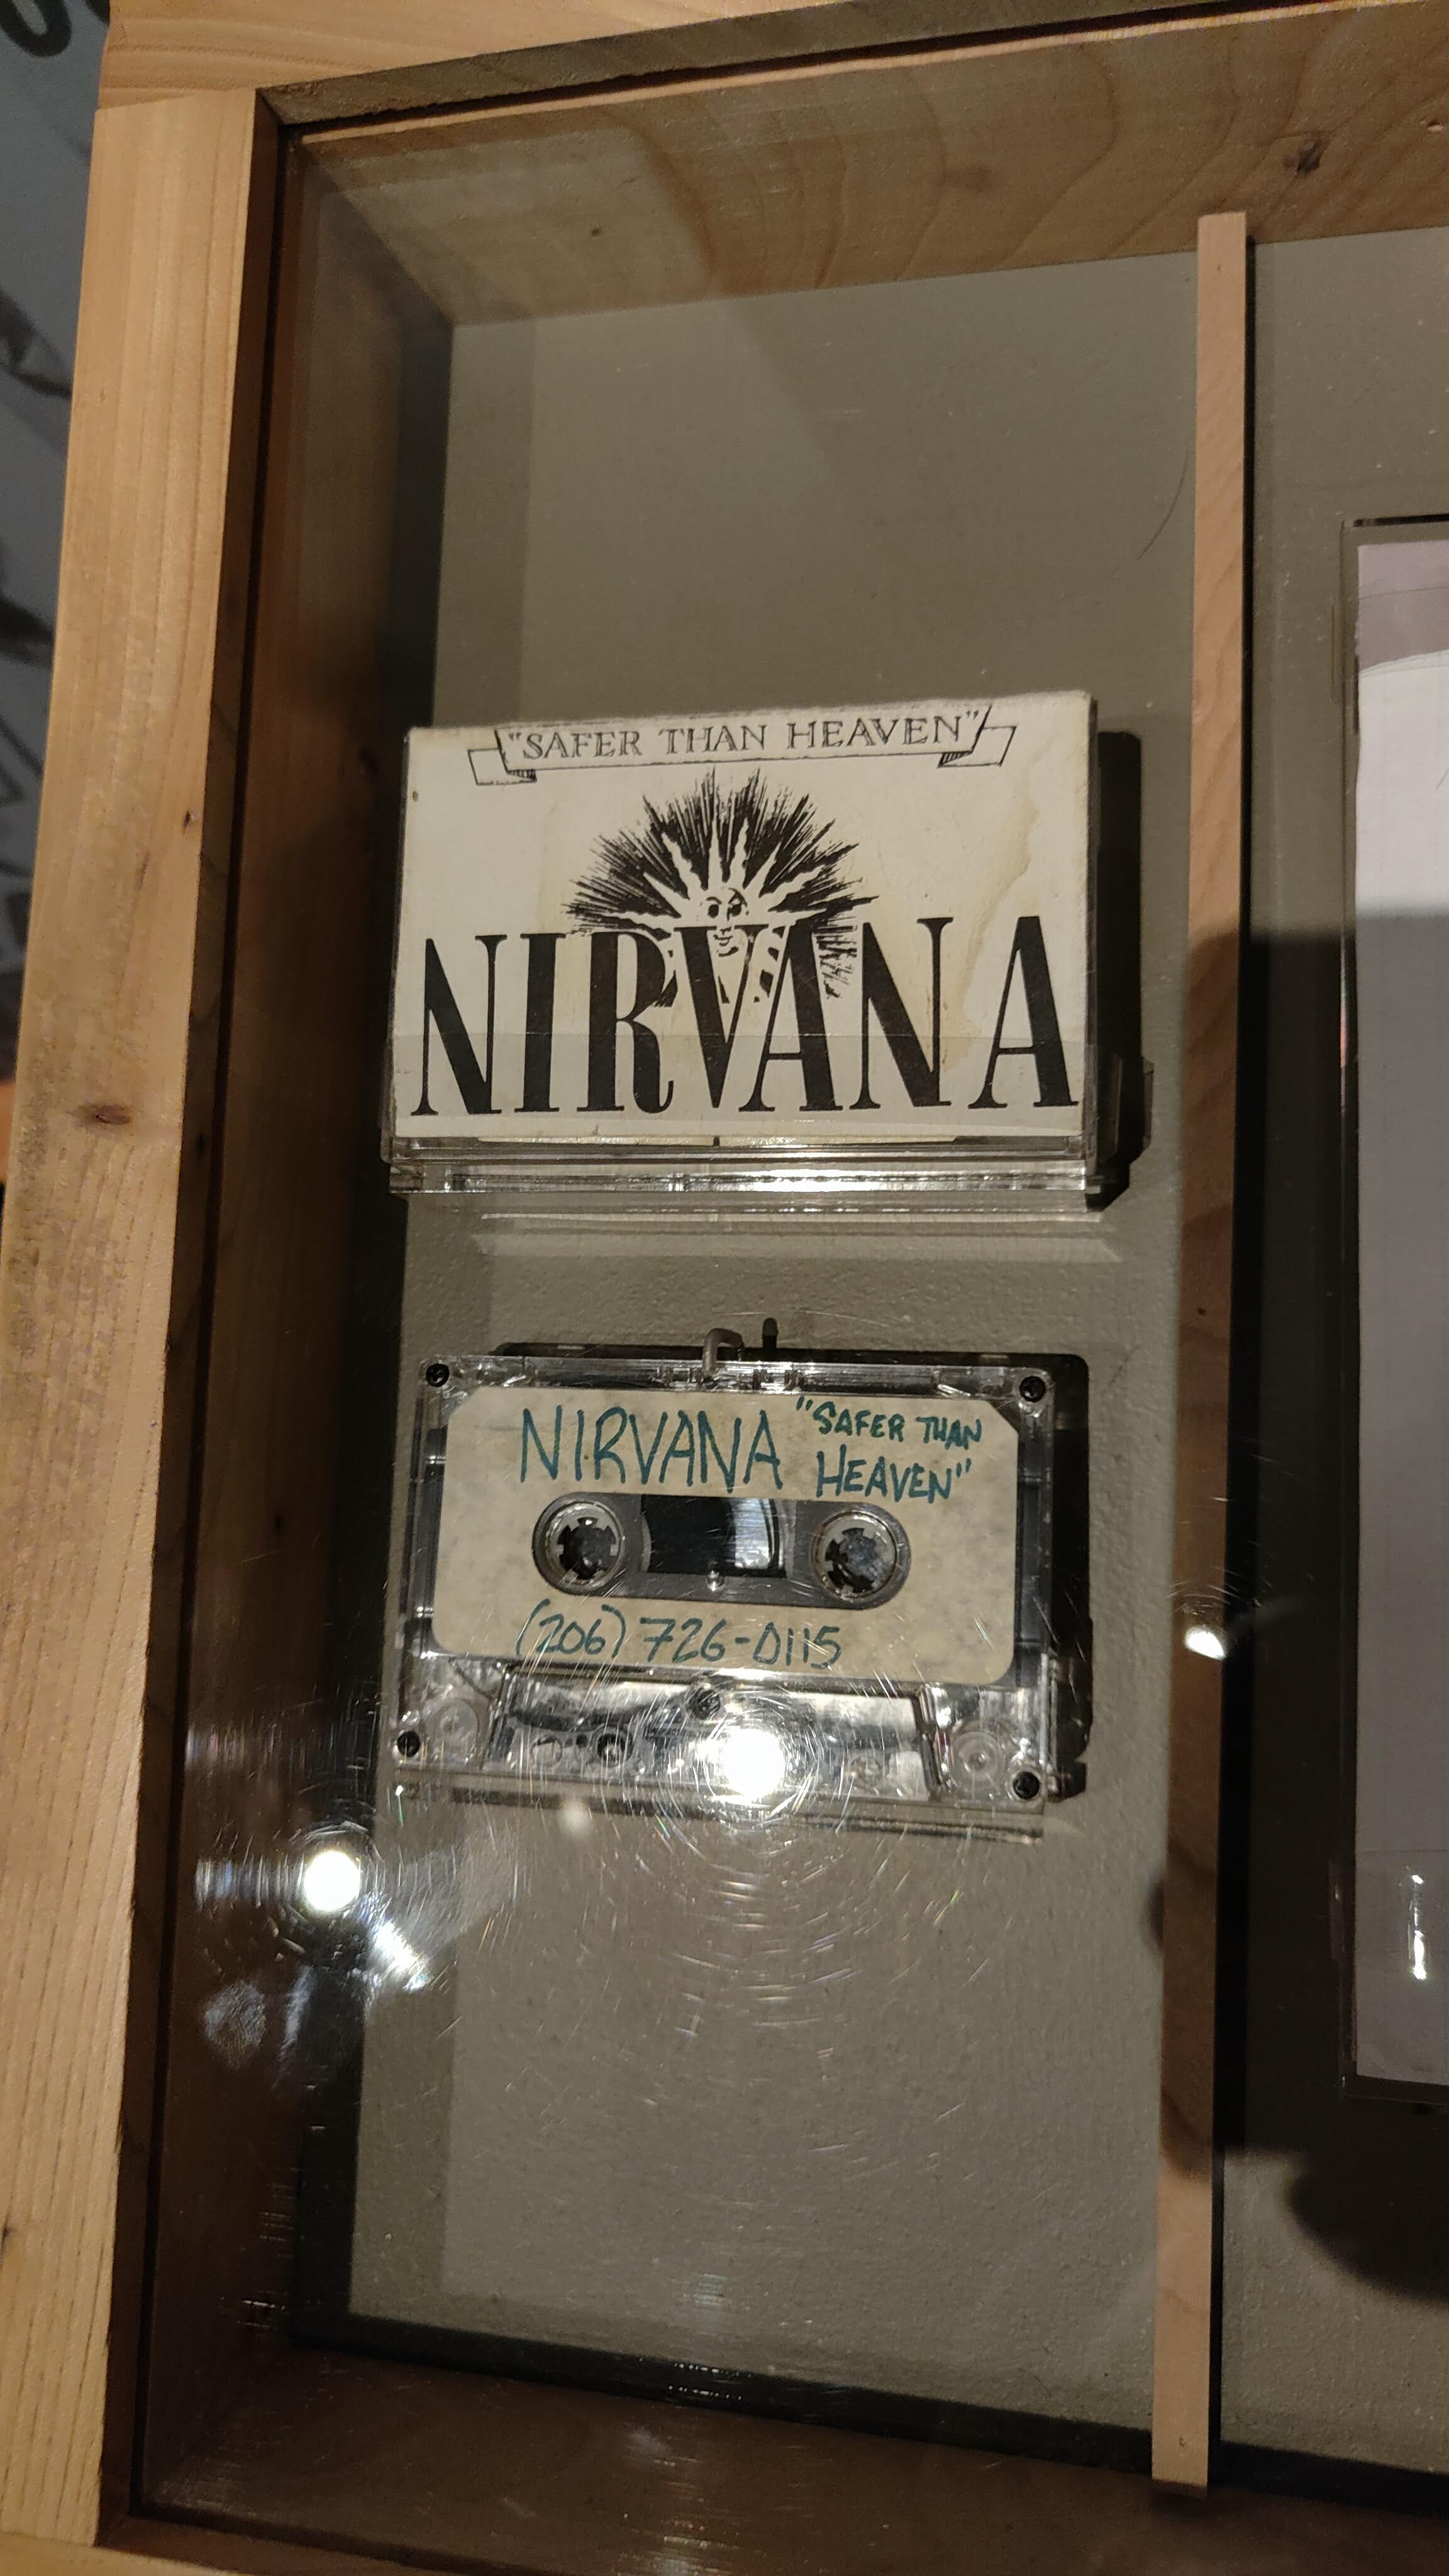 "SAFER THAN HEAVEN"
NIRVANA
NIRVANA "SAFER THAN
HEAVEN"
(206) 726-0115